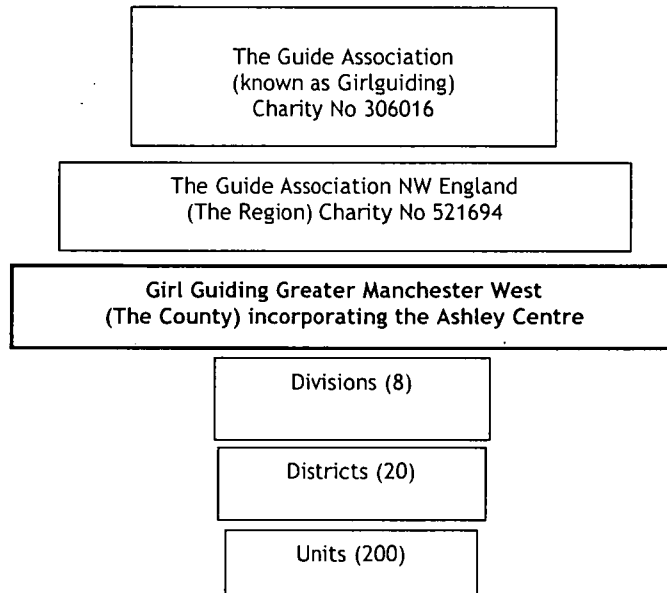 The Guide Association
(known as Girlguiding)
Charity No 306016
The Guide Association NW England
(The Region) Charity No 521694
Girl Guiding Greater Manchester West
(The County) incorporating the Ashley Centre
Divisions (8)
Districts (20)
Units (200)